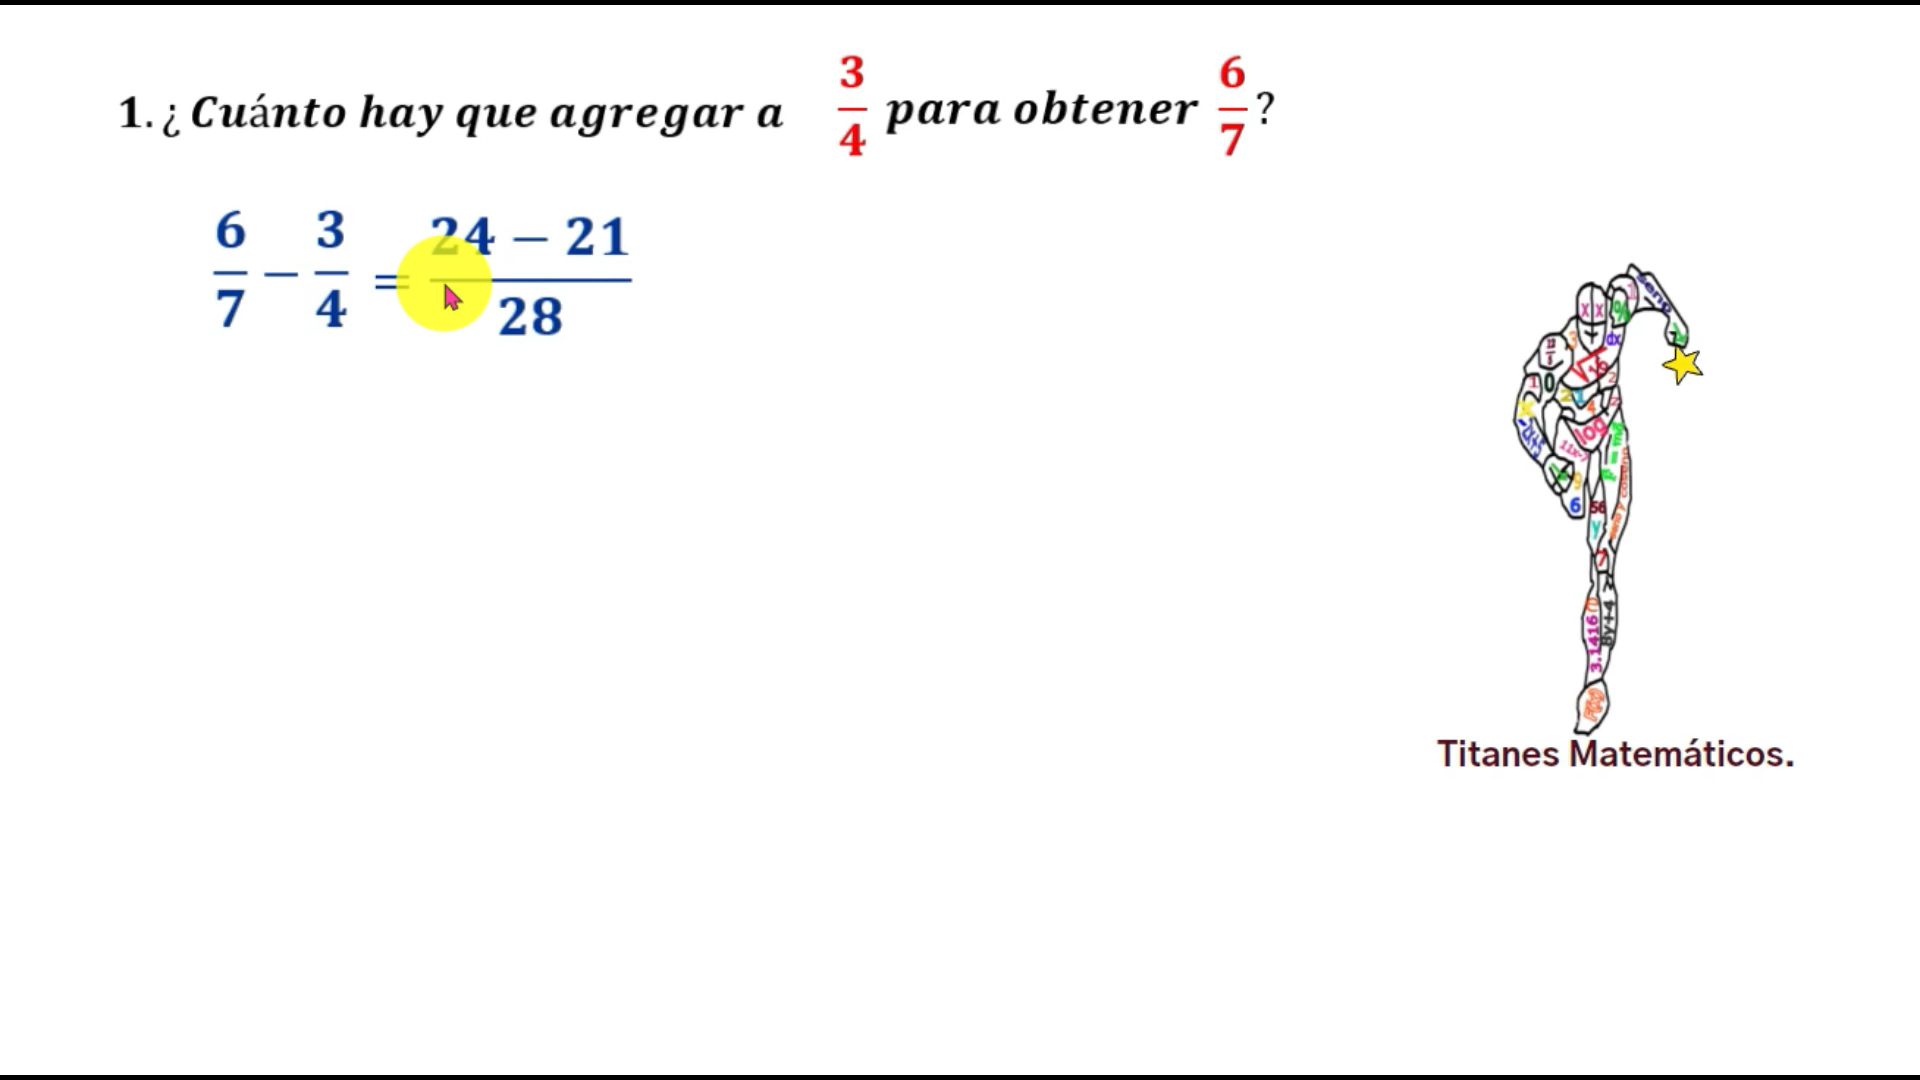 1. ¿ Cuánto hay que agregar a 3/4 para obtener 6/7 ?
6/7 − 3/4 = 24 − 21 / 28
Titanes Matemáticos.